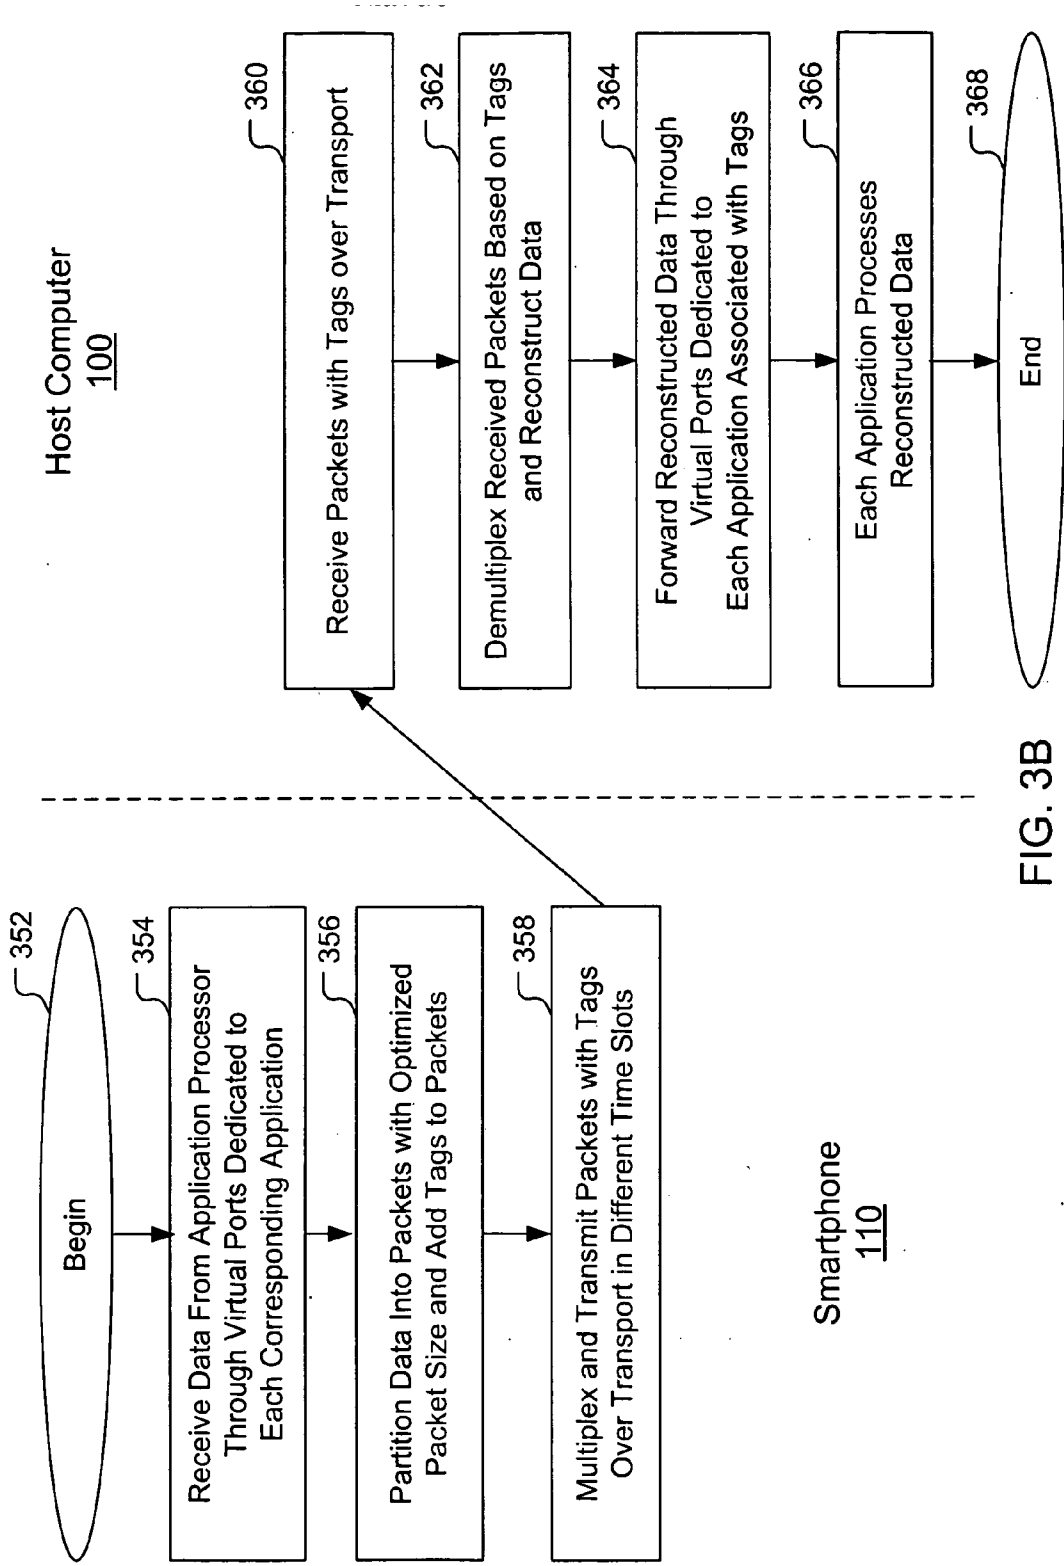 352
Begin
354
Receive Data From Application Processor
Through Virtual Ports Dedicated to
Each Corresponding Application
356
Partition Data Into Packets with Optimized
Packet Size and Add Tags to Packets
358
Multiplex and Transmit Packets with Tags
Over Transport in Different Time Slots
Smartphone
110
Host Computer
100
360
Receive Packets with Tags over Transport
362
Demultiplex Received Packets Based on Tags
and Reconstruct Data
364
Forward Reconstructed Data Through
Virtual Ports Dedicated to
Each Application Associated with Tags
366
Each Application Processes
Reconstructed Data
368
End
FIG. 3B